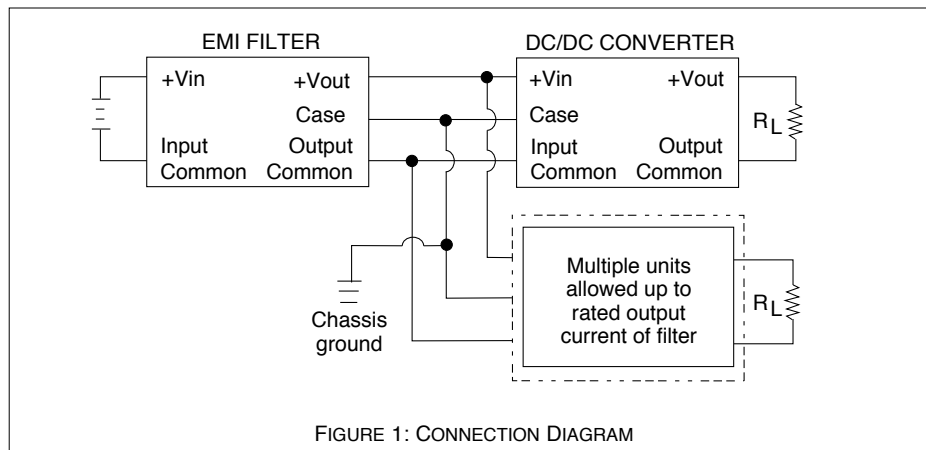 EMI FILTER
+Vin
+Vout
Case
Input
Common
Output
Common
DC/DC CONVERTER
+Vin
+Vout
Case
Input
Common
Output
Common
RL
Multiple units
allowed up to
rated output
current of filter
RL
Chassis
ground
FIGURE 1: CONNECTION DIAGRAM